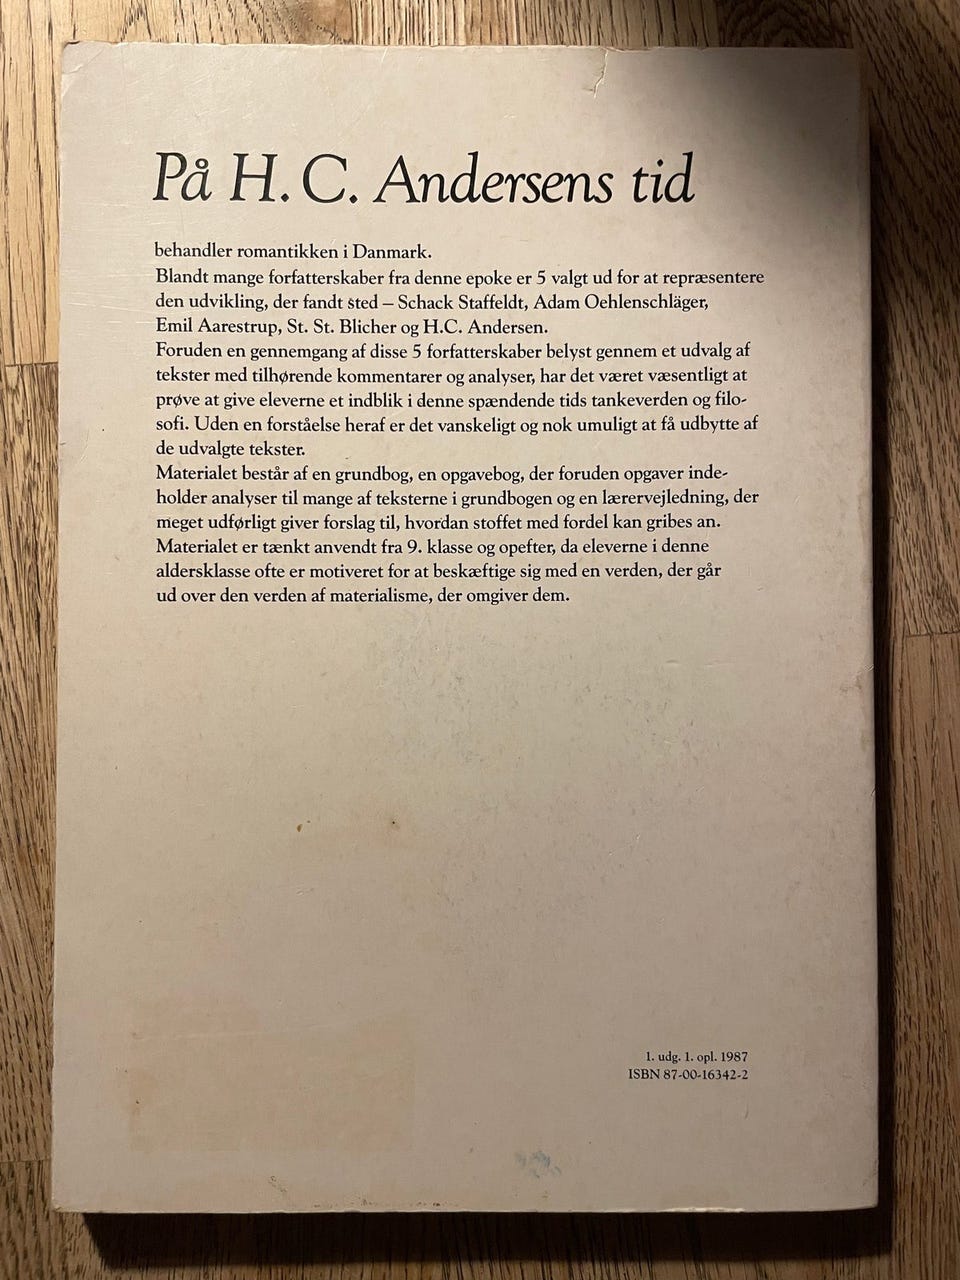 På H. C. Andersens tid
behandler romantikken i Danmark.
Blandt mange forfatterskaber fra denne epoke er 5 valgt ud for at repræsentere
den udvikling, der fandt sted – Schack Staffeldt, Adam Oehlenschläger,
Emil Aarestrup, St. St. Blicher og H.C. Andersen.
Foruden en gennemgang af disse 5 forfatterskaber belyst gennem et udvalg af
tekster med tilhørende kommentarer og analyser, har det været væsentligt at
prøve at give eleverne et indblik i denne spændende tids tankeverden og filo-
sofi. Uden en forståelse heraf er det vanskeligt og nok umuligt at få udbytte af
de udvalgte tekster.
Materialet består af en grundbog, en opgavebog, der foruden opgaver inde-
holder analyser til mange af teksterne i grundbogen og en lærervejledning, der
meget udførligt giver forslag til, hvordan stoffet med fordel kan gribes an.
Materialet er tænkt anvendt fra 9. klasse og opefter, da eleverne i denne
aldersklasse ofte er motiveret for at beskæftige sig med en verden, der går
ud over den verden af materialisme, der omgiver dem.
1. udg. 1. opl. 1987
ISBN 87-00-16342-2